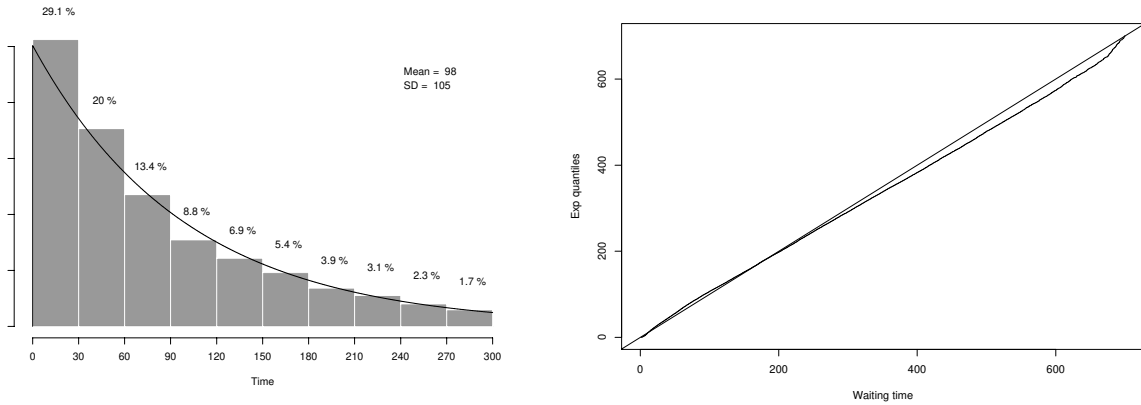 29.1 %
20 %
13.4 %
8.8 %
6.9 %
5.4 %
3.9 %
3.1 %
2.3 %
1.7 %
Mean = 98
SD = 105
0 30 60 90 120 150 180 210 240 270 300
Time
Exp quantiles
600
400
200
0
0 200 400 600
Waiting time